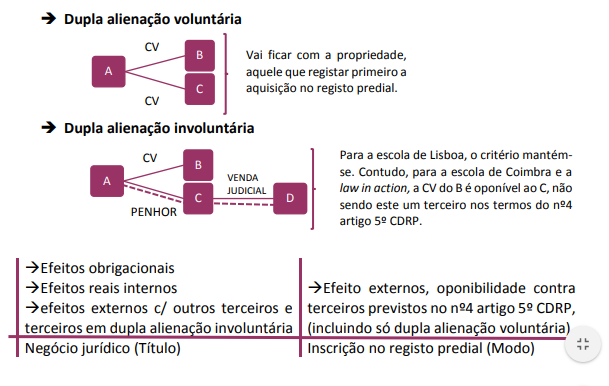 ➔ Dupla alienação voluntária
CV
A
B
C
CV
Vai ficar com a propriedade,
aquele que registar primeiro a
aquisição no registo predial.
➔ Dupla alienação involuntária
CV
A
B
C
PENHOR
VENDA
JUDICIAL
D
Para a escola de Lisboa, o critério mantém-
se. Contudo, para a escola de Coimbra e a
law in action, a CV do B é oponível ao C, não
sendo este um terceiro nos termos do nº4
artigo 5º CDRP.
→Efeitos obrigacionais
→Efeitos reais internos
→efeitos externos c/ outros terceiros e
terceiros em dupla alienação involuntária
→Efeito externos, oponibilidade contra
terceiros previstos no nº4 artigo 5º CDRP,
(incluindo só dupla alienação voluntária)
Negócio jurídico (Título)
Inscrição no registo predial (Modo)